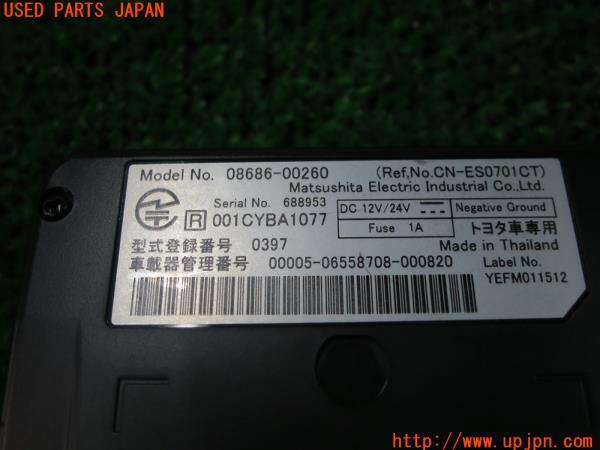 USED PARTS JAPAN
Model No. 08686-00260 (Ref,No.CN-ES0701CT)
Matsushita Electric Industrial Co.,Ltd.
Serial No. 688953
R 001CYBA1077
DC 12V/24V Negative Ground
Fuse 1A トヨタ車専用
型式登録番号 0397 Made in Thailand
車載器管理番号 00005-06558708-000820 Label No.
YEFM011512
http://www.upjpn.com/